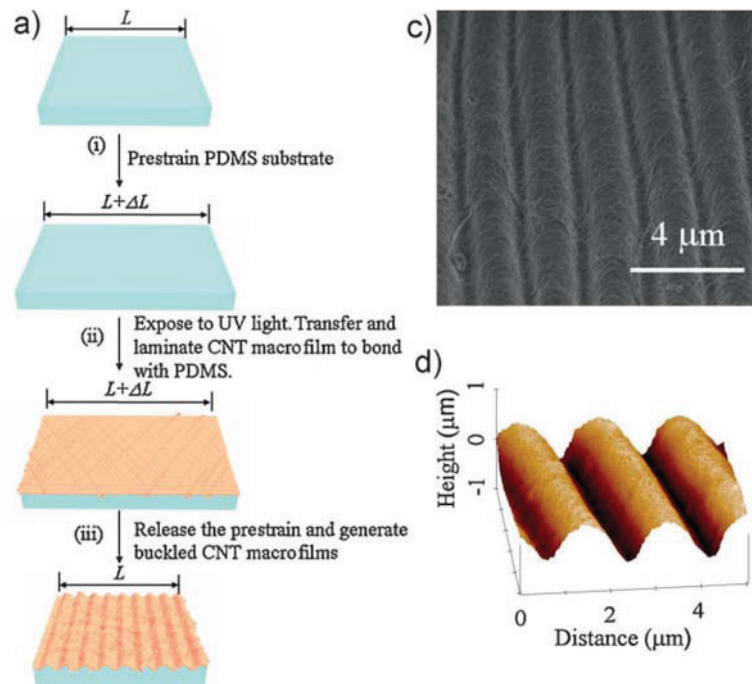 a)
L
(i)
Prestrain PDMS substrate
L+ΔL
(ii)
Expose to UV light. Transfer and
laminate CNT macrofilm to bond
with PDMS.
L+ΔL
(iii)
Release the prestrain and generate
buckled CNT macrofilms
L
c)
4 μm
d)
Height (μm)
1
0
-1
0
2
4
Distance (μm)